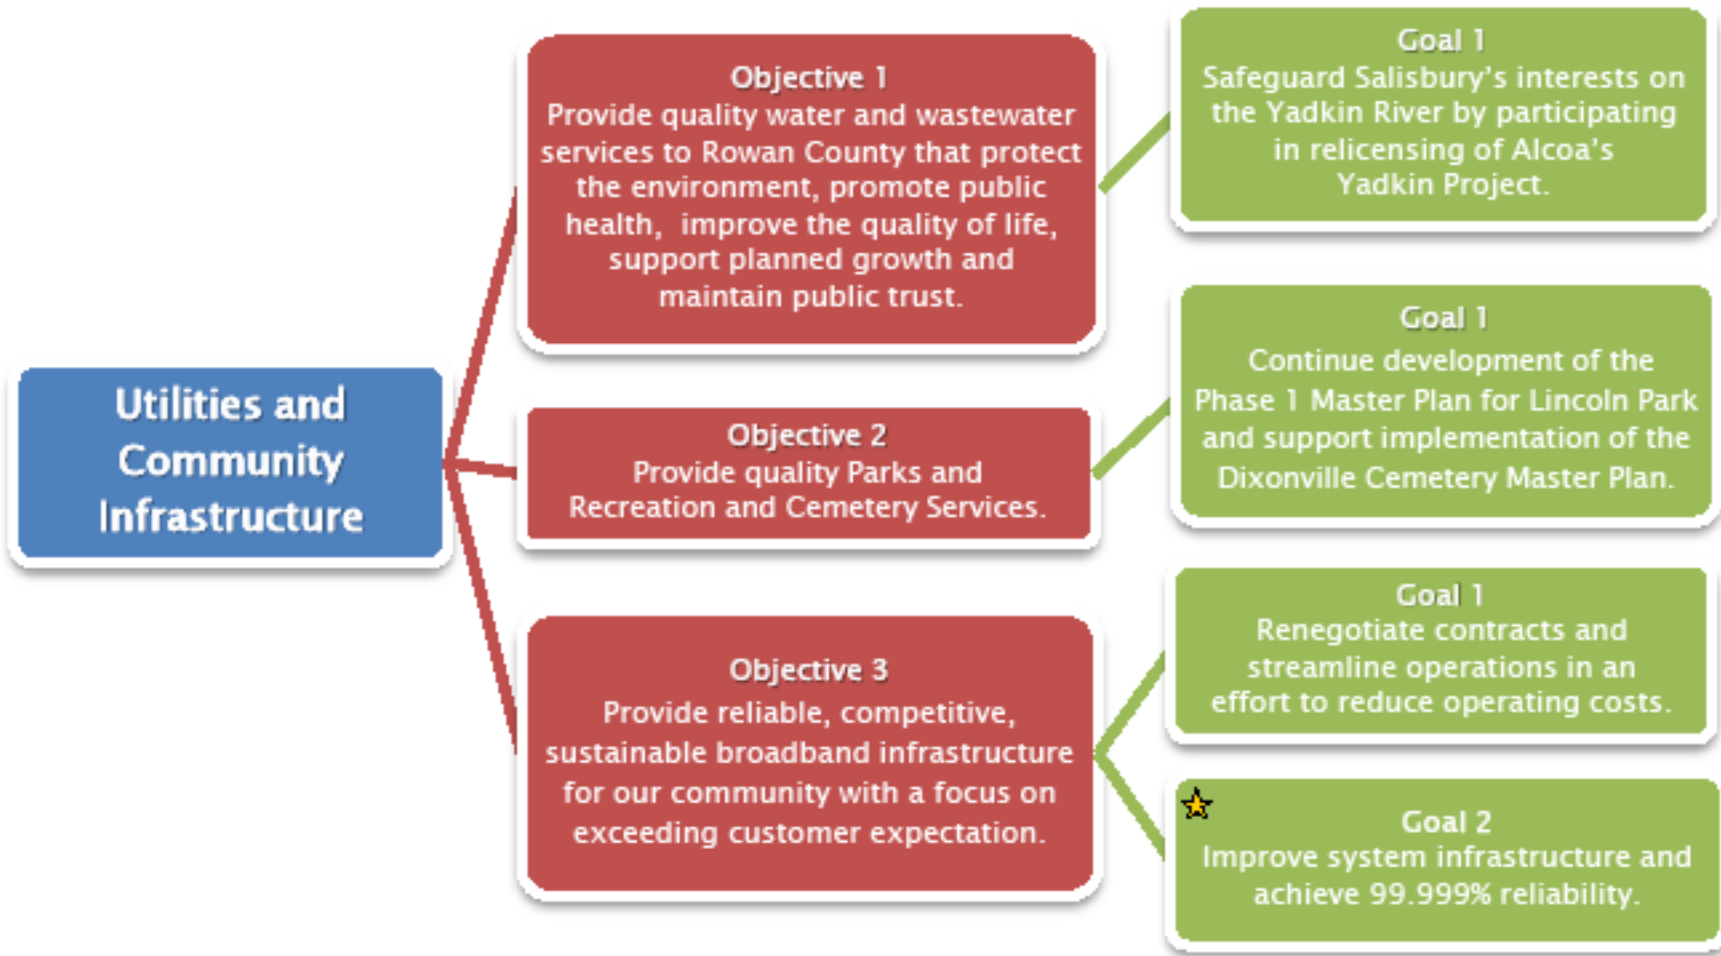 Utilities and
Community
Infrastructure
Objective 1
Provide quality water and wastewater
services to Rowan County that protect
the environment, promote public
health,  improve the quality of life,
support planned growth and
maintain public trust.
Goal 1
Safeguard Salisbury's interests on
the Yadkin River by participating
in relicensing of Alcoa's
Yadkin Project.
Objective 2
Provide quality Parks and
Recreation and Cemetery Services.
Goal 1
Continue development of the
Phase 1 Master Plan for Lincoln Park
and support implementation of the
Dixonville Cemetery Master Plan.
Objective 3
Provide reliable, competitive,
sustainable broadband infrastructure
for our community with a focus on
exceeding customer expectation.
Goal 1
Renegotiate contracts and
streamline operations in an
effort to reduce operating costs.
Goal 2
Improve system infrastructure and
achieve 99.999% reliability.